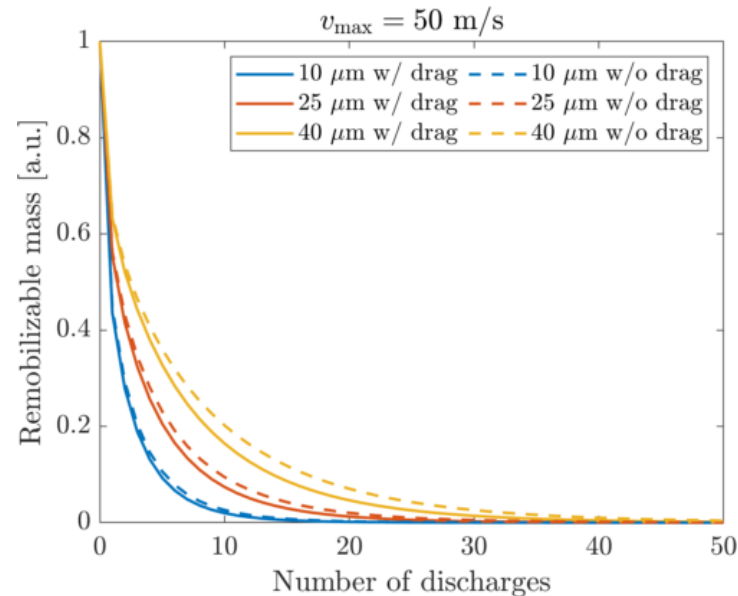 v_max = 50 m/s
1
0.8
0.6
0.4
0.2
0
Remobilizable mass [a.u.]
10 μm w/ drag 10 μm w/o drag
25 μm w/ drag 25 μm w/o drag
40 μm w/ drag 40 μm w/o drag
0 10 20 30 40 50
Number of discharges